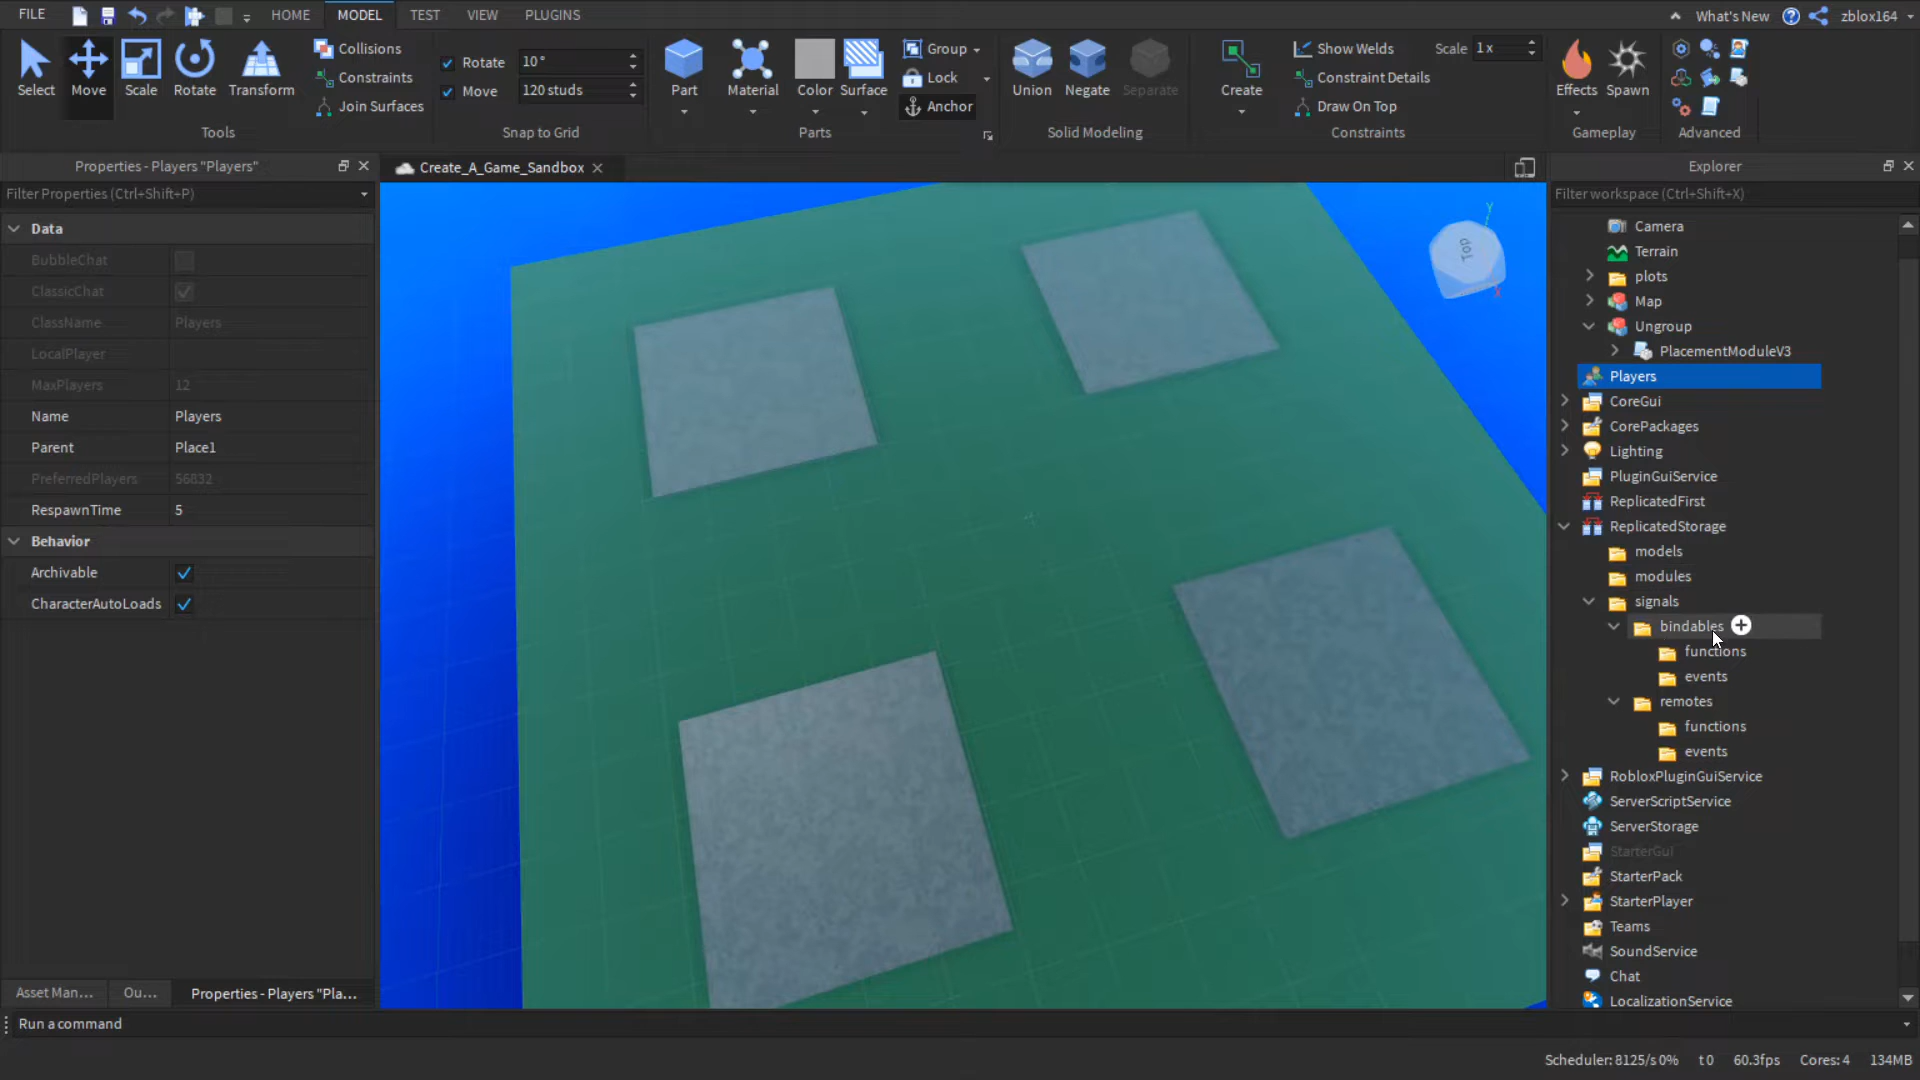 FILE
HOME
MODEL
TEST
VIEW
PLUGINS
What's New
zblox164
Select
Move
Scale
Rotate
Transform
Tools
Collisions
Constraints
Join Surfaces
Rotate 10°
Move 120 studs
Snap to Grid
Part
Material
Color
Surface
Parts
Group
Lock
Anchor
Union
Negate
Separate
Solid Modeling
Create
Show Welds
Scale 1 x
Constraint Details
Draw On Top
Constraints
Effects
Spawn
Gameplay
Advanced
Properties - Players "Players"
Filter Properties (Ctrl+Shift+P)
Data
BubbleChat
ClassicChat
ClassName Players
LocalPlayer
MaxPlayers 12
Name Players
Parent Place1
PreferredPlayers 56832
RespawnTime 5
Behavior
Archivable
CharacterAutoLoads
Asset Man...
Ou...
Properties - Players "Pla...
Create_A_Game_Sandbox
Top
Y
X
Explorer
Filter workspace (Ctrl+Shift+X)
Camera
Terrain
plots
Map
Ungroup
PlacementModuleV3
Players
CoreGui
CorePackages
Lighting
PluginGuiService
ReplicatedFirst
ReplicatedStorage
models
modules
signals
bindables
functions
events
remotes
functions
events
RobloxPluginGuiService
ServerScriptService
ServerStorage
StarterGui
StarterPack
StarterPlayer
Teams
SoundService
Chat
LocalizationService
Run a command
Scheduler: 8125/s 0% t 0 60.3fps Cores: 4 134MB